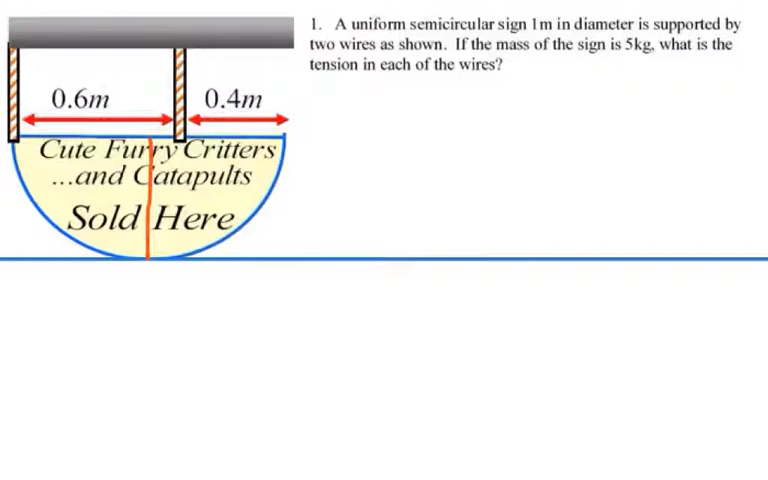 1. A uniform semicircular sign 1m in diameter is supported by
two wires as shown. If the mass of the sign is 5kg, what is the
tension in each of the wires?
0.6m 0.4m
Cute Furry Critters
...and Catapults
Sold Here